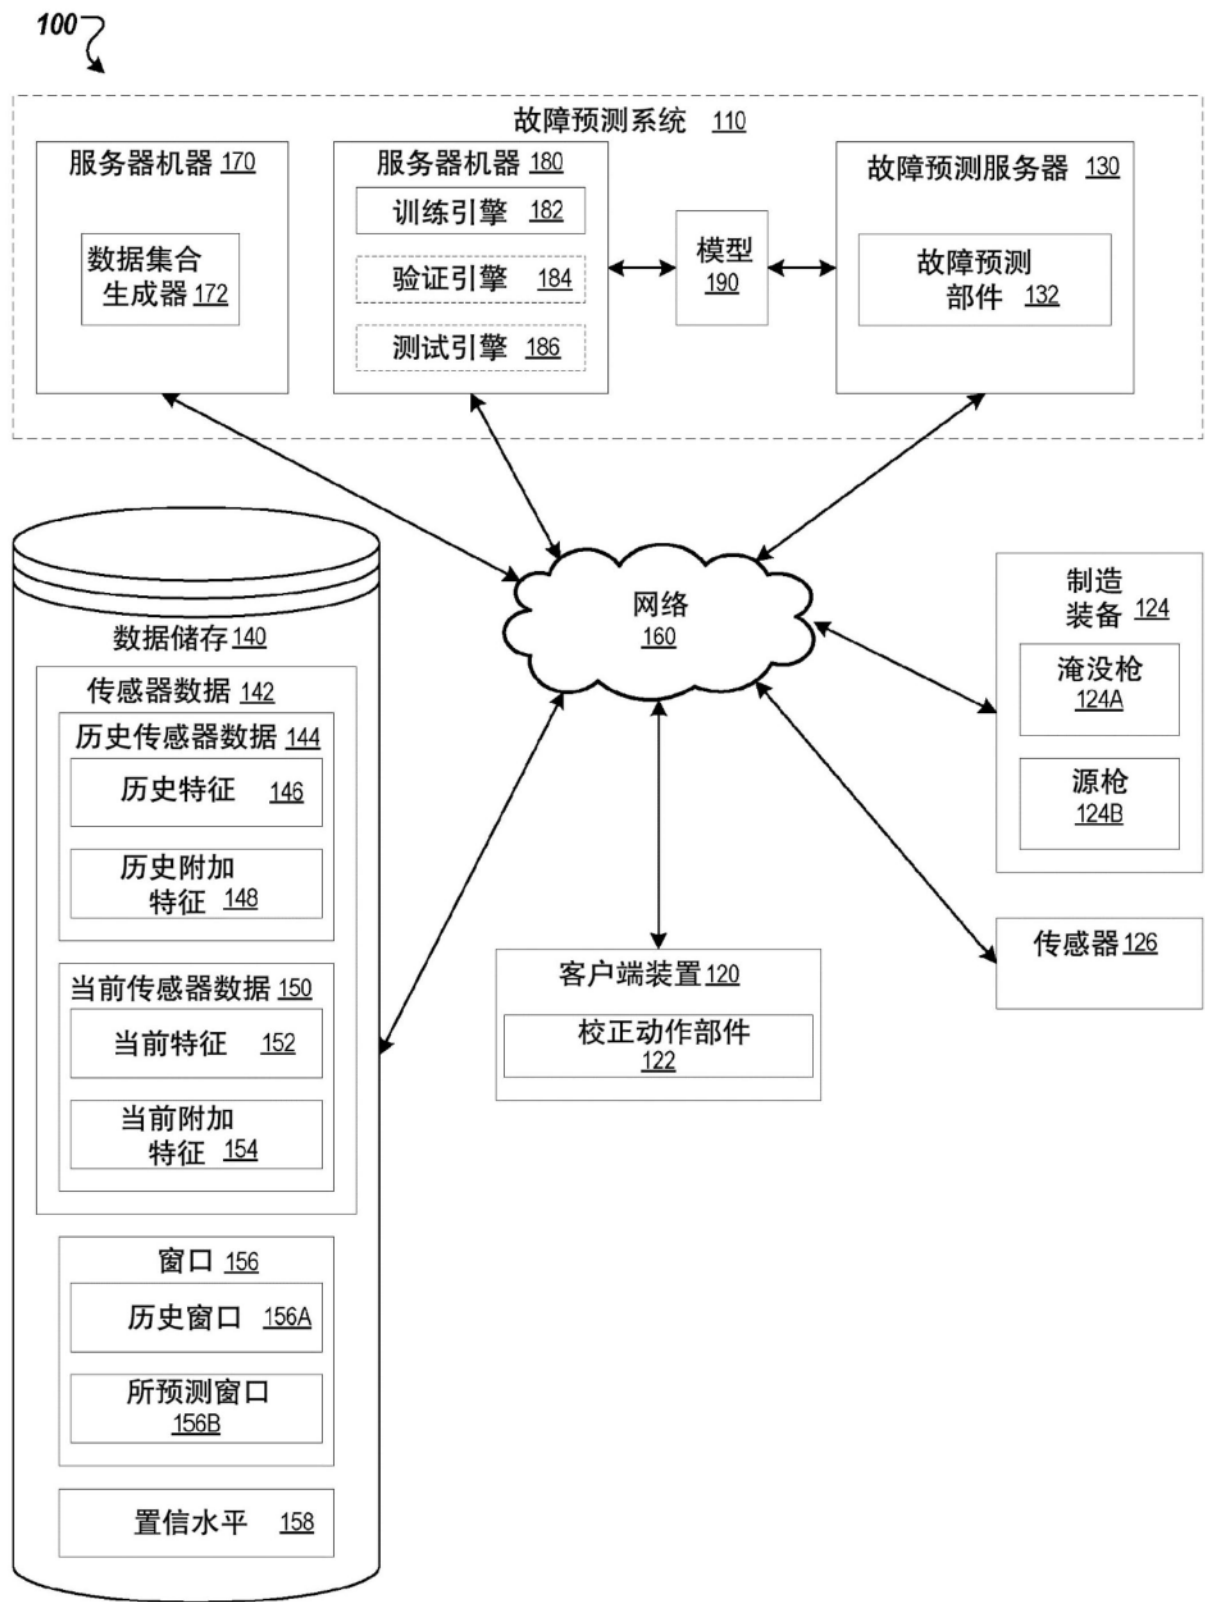 100
故障预测系统 110
服务器机器 170
数据集合
生成器 172
服务器机器 180
训练引擎 182
验证引擎 184
测试引擎 186
模型
190
故障预测服务器 130
故障预测
部件 132
网络
160
数据储存 140
传感器数据 142
历史传感器数据 144
历史特征 146
历史附加
特征 148
当前传感器数据 150
当前特征 152
当前附加
特征 154
窗口 156
历史窗口 156A
所预测窗口
156B
置信水平 158
客户端装置 120
校正动作部件
122
制造
装备 124
淹没枪
124A
源枪
124B
传感器 126